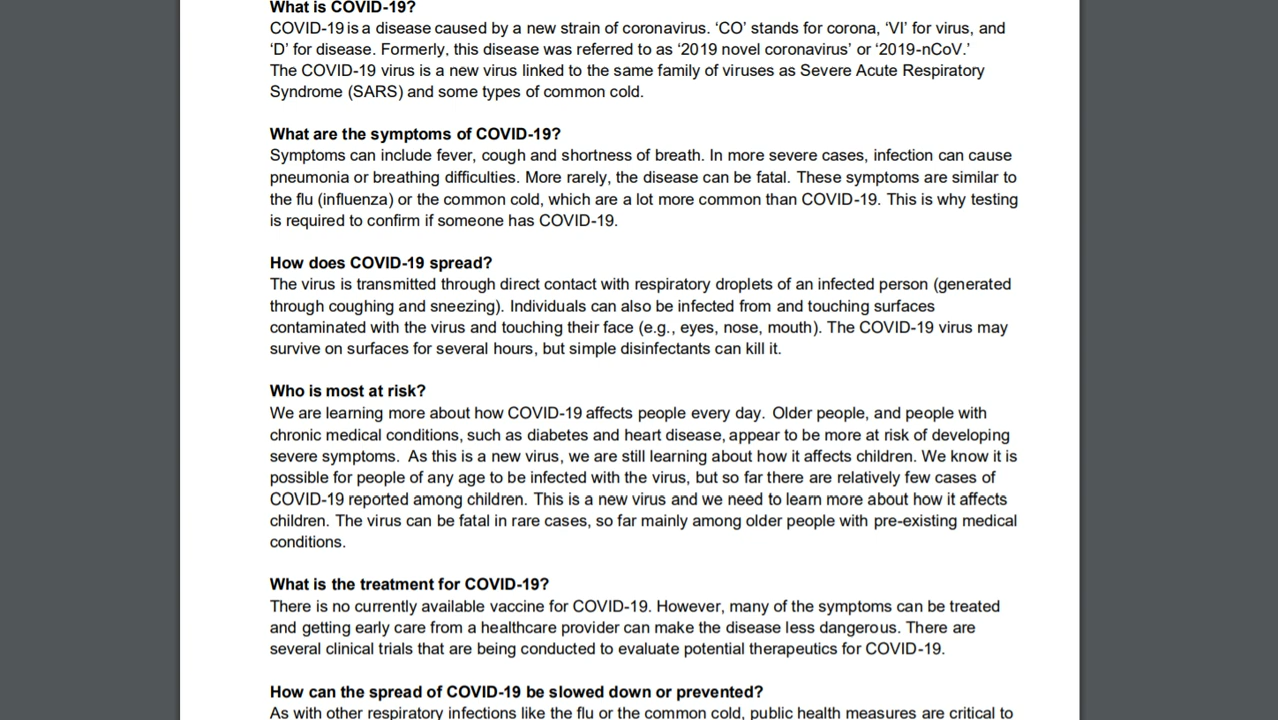 What is COVID-19?
COVID-19 is a disease caused by a new strain of coronavirus. ‘CO’ stands for corona, ‘VI’ for virus, and
‘D’ for disease. Formerly, this disease was referred to as ‘2019 novel coronavirus’ or ‘2019-nCoV.’
The COVID-19 virus is a new virus linked to the same family of viruses as Severe Acute Respiratory
Syndrome (SARS) and some types of common cold.
What are the symptoms of COVID-19?
Symptoms can include fever, cough and shortness of breath. In more severe cases, infection can cause
pneumonia or breathing difficulties. More rarely, the disease can be fatal. These symptoms are similar to
the flu (influenza) or the common cold, which are a lot more common than COVID-19. This is why testing
is required to confirm if someone has COVID-19.
How does COVID-19 spread?
The virus is transmitted through direct contact with respiratory droplets of an infected person (generated
through coughing and sneezing). Individuals can also be infected from and touching surfaces
contaminated with the virus and touching their face (e.g., eyes, nose, mouth). The COVID-19 virus may
survive on surfaces for several hours, but simple disinfectants can kill it.
Who is most at risk?
We are learning more about how COVID-19 affects people every day. Older people, and people with
chronic medical conditions, such as diabetes and heart disease, appear to be more at risk of developing
severe symptoms. As this is a new virus, we are still learning about how it affects children. We know it is
possible for people of any age to be infected with the virus, but so far there are relatively few cases of
COVID-19 reported among children. This is a new virus and we need to learn more about how it affects
children. The virus can be fatal in rare cases, so far mainly among older people with pre-existing medical
conditions.
What is the treatment for COVID-19?
There is no currently available vaccine for COVID-19. However, many of the symptoms can be treated
and getting early care from a healthcare provider can make the disease less dangerous. There are
several clinical trials that are being conducted to evaluate potential therapeutics for COVID-19.
How can the spread of COVID-19 be slowed down or prevented?
As with other respiratory infections like the flu or the common cold, public health measures are critical to